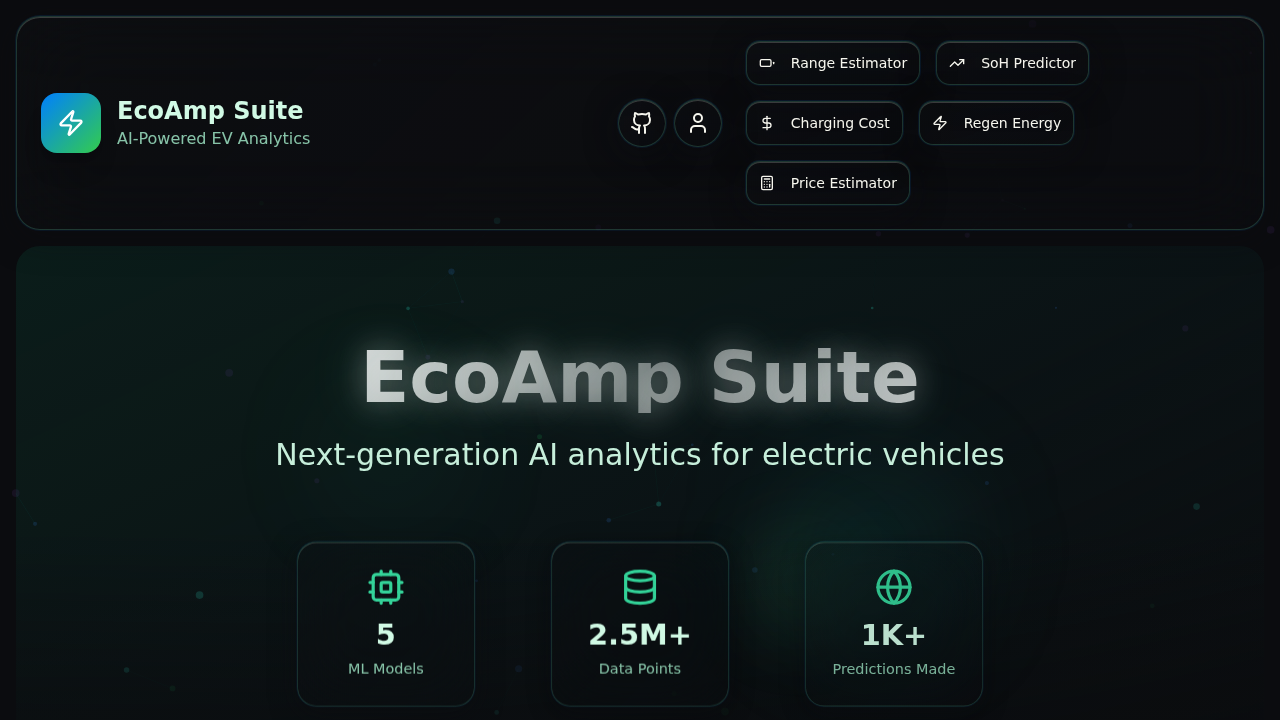 EcoAmp Suite
AI-Powered EV Analytics
Range Estimator
SoH Predictor
Charging Cost
Regen Energy
Price Estimator
EcoAmp Suite
Next-generation AI analytics for electric vehicles
5
ML Models
2.5M+
Data Points
1K+
Predictions Made